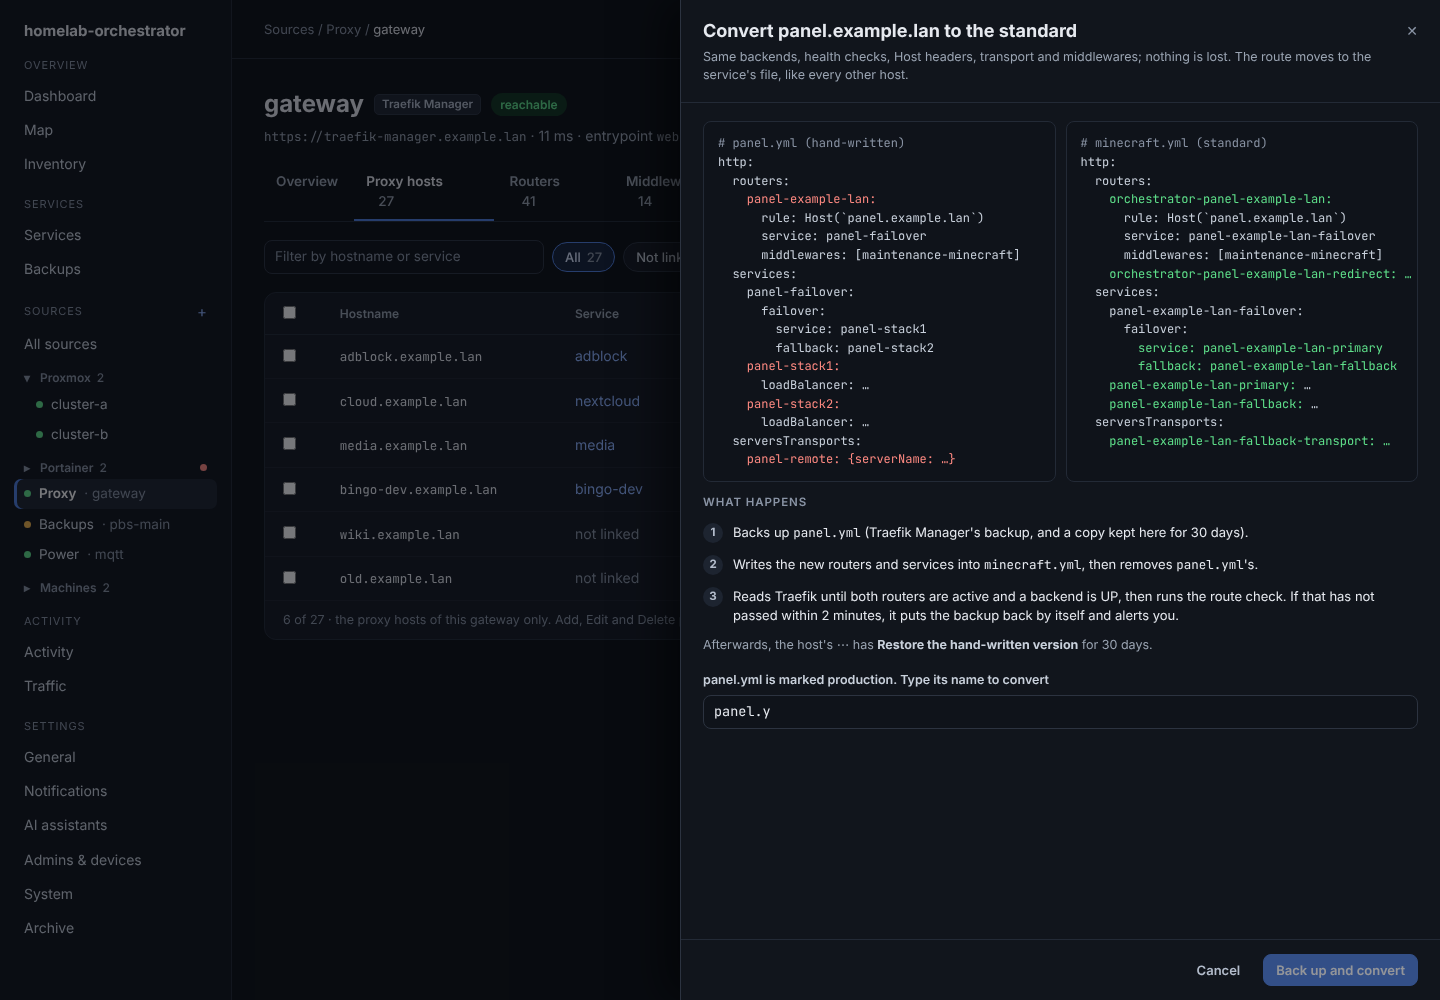 homelab-orchestrator
OVERVIEW
Dashboard
Map
Inventory
SERVICES
Services
Backups
SOURCES +
All sources
▾ Proxmox 2
cluster-a
cluster-b
▸ Portainer 2
Proxy · gateway
Backups · pbs-main
Power · mqtt
▸ Machines 2
ACTIVITY
Activity
Traffic
SETTINGS
General
Notifications
AI assistants
Admins & devices
System
Archive
Sources / Proxy / gateway
gateway Traefik Manager reachable
https://traefik-manager.example.lan · 11 ms · entrypoint web
Overview Proxy hosts 27 Routers 41 Middlew 14
Filter by hostname or service All 27 Not link
Hostname Service
adblock.example.lan adblock
cloud.example.lan nextcloud
media.example.lan media
bingo-dev.example.lan bingo-dev
wiki.example.lan not linked
old.example.lan not linked
6 of 27 · the proxy hosts of this gateway only. Add, Edit and Delete
Convert panel.example.lan to the standard ×
Same backends, health checks, Host headers, transport and middlewares; nothing is lost. The route moves to the
service's file, like every other host.
# panel.yml (hand-written)
http:
routers:
panel-example-lan:
rule: Host(`panel.example.lan`)
service: panel-failover
middlewares: [maintenance-minecraft]
services:
panel-failover:
failover:
service: panel-stack1
fallback: panel-stack2
panel-stack1:
loadBalancer: …
panel-stack2:
loadBalancer: …
serversTransports:
panel-remote: {serverName: …}
# minecraft.yml (standard)
http:
routers:
orchestrator-panel-example-lan:
rule: Host(`panel.example.lan`)
service: panel-example-lan-failover
middlewares: [maintenance-minecraft]
orchestrator-panel-example-lan-redirect: …
services:
panel-example-lan-failover:
failover:
service: panel-example-lan-primary
fallback: panel-example-lan-fallback
panel-example-lan-primary: …
panel-example-lan-fallback: …
serversTransports:
panel-example-lan-fallback-transport: …
WHAT HAPPENS
1 Backs up panel.yml (Traefik Manager's backup, and a copy kept here for 30 days).
2 Writes the new routers and services into minecraft.yml, then removes panel.yml's.
3 Reads Traefik until both routers are active and a backend is UP, then runs the route check. If that has not
passed within 2 minutes, it puts the backup back by itself and alerts you.
Afterwards, the host's ··· has Restore the hand-written version for 30 days.
panel.yml is marked production. Type its name to convert
panel.y
Cancel Back up and convert